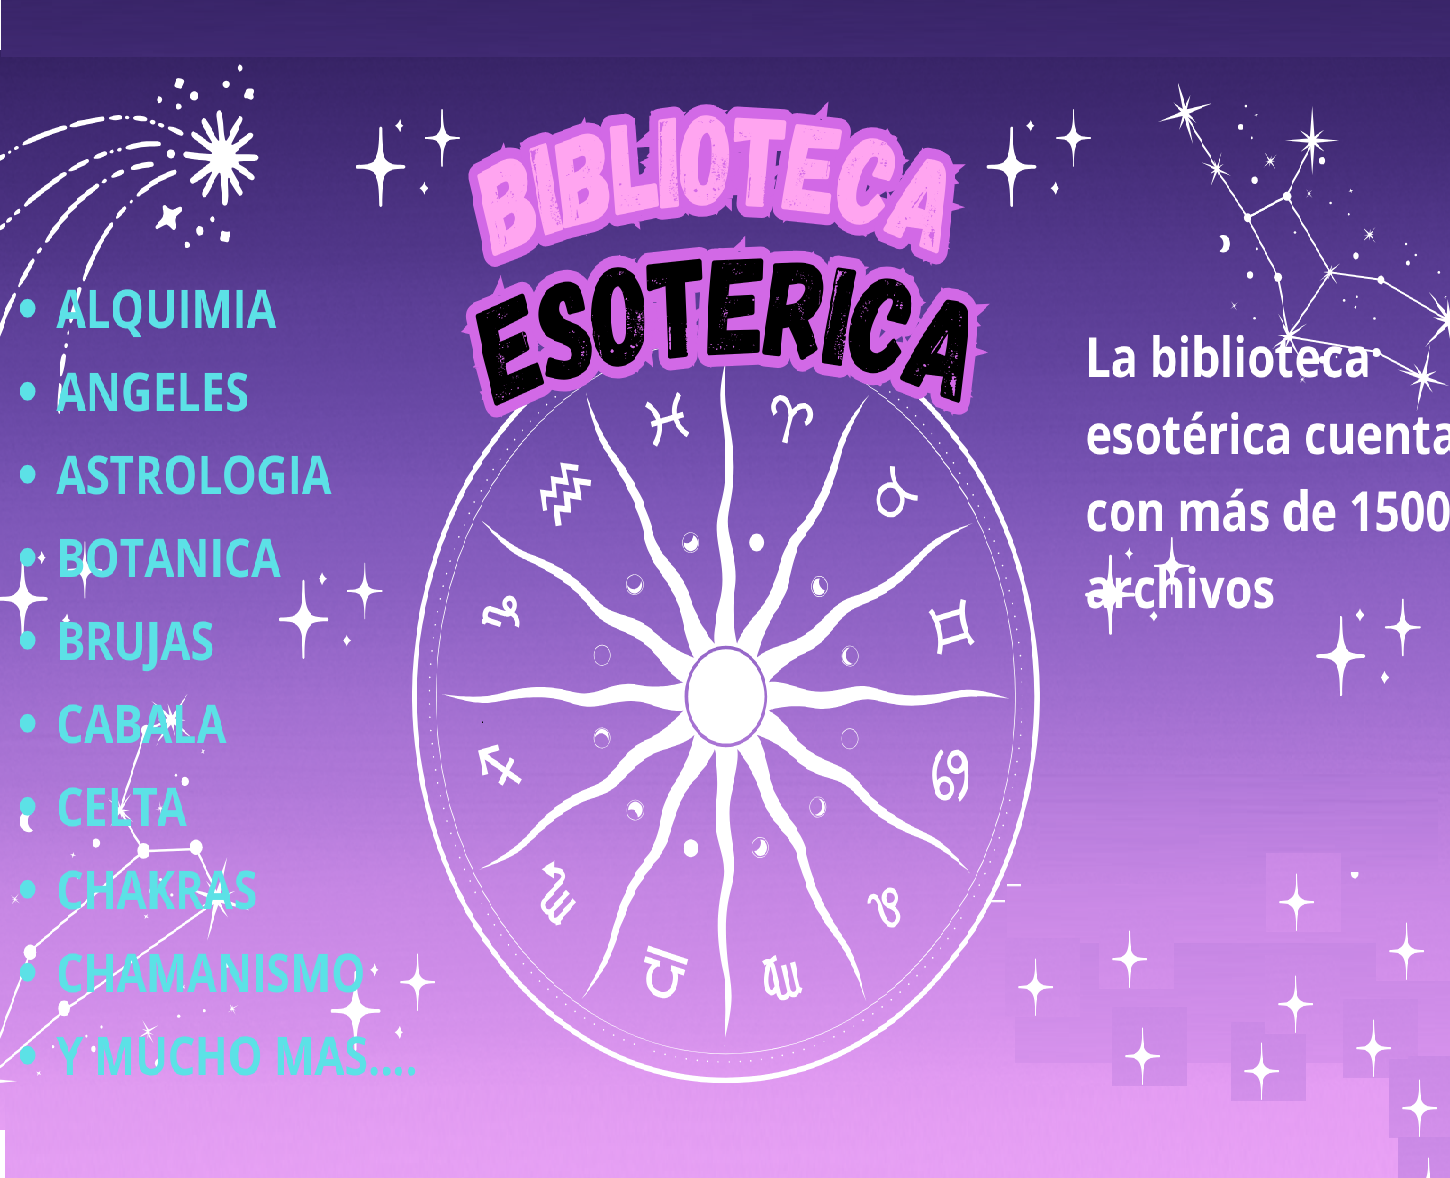 BIBLIOTECA
ESOTERICA
• ALQUIMIA
• ANGELES
• ASTROLOGIA
• BOTANICA
• BRUJAS
• CABALA
• CELTA
• CHAKRAS
• CHAMANISMO
• Y MUCHO MAS....
La biblioteca
esotérica cuenta
con más de 1500
archivos